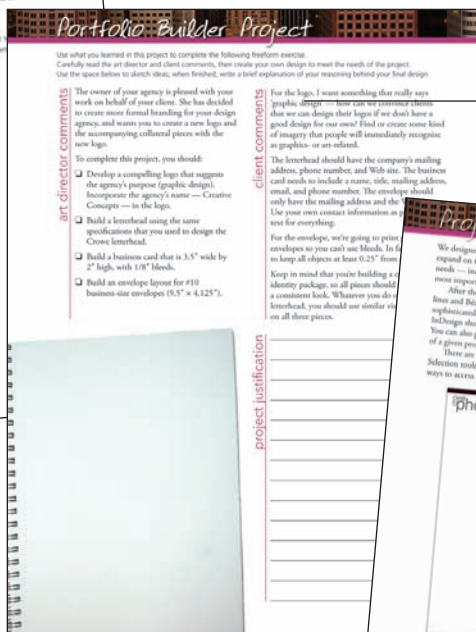 Portfolio Builder Project
Use what you learned in this project to complete the following freeform exercise.
Carefully read the art director and client comments, then create your own design to meet the needs of the project.
Use the space below to sketch ideas; when finished, write a brief explanation of your reasoning behind your final design.
art director comments
The owner of your agency is pleased with your
work on behalf of your client. She has decided
to create more formal branding for your design
agency, and wants you to create a new logo and
the accompanying collateral pieces with the
new logo.
To complete this project, you should:
❑ Develop a compelling logo that suggests
the agency's purpose (graphic design).
Incorporate the agency's name — Creative
Concepts — in the logo.
❑ Build a letterhead using the same
specifications that you used to design the
Crowe letterhead.
❑ Build a business card that is 3.5" wide by
2" high, with 1/8" bleeds.
❑ Build an envelope layout for #10
business-size envelopes (9.5" × 4.125").
client comments
For the logo, I want something that really says
'graphic design' — how can we convince clients
that we can design their logos if we don't have a
good design for our own? Find or create some kind
of imagery that people will immediately recognize
as graphics- or art-related.
The letterhead should have the company's mailing
address, phone number, and Web site. The business
card needs to include a name, title, mailing address,
email, and phone number. The envelope should
only have the mailing address and the
Use your own contact information as
text for everything.
For the envelope, we're going to print
envelopes so you can't use bleeds. In
to keep all objects at least 0.25" from
Keep in mind that you're building a
identity package, so all pieces should
a consistent look. Whatever you do
letterhead, you should use similar
on all three pieces.
project justification
We designed
expand on
needs —
most
After the
lines and
sophisticated
InDesign
You can also
of a given
There are
Selection
ways to access